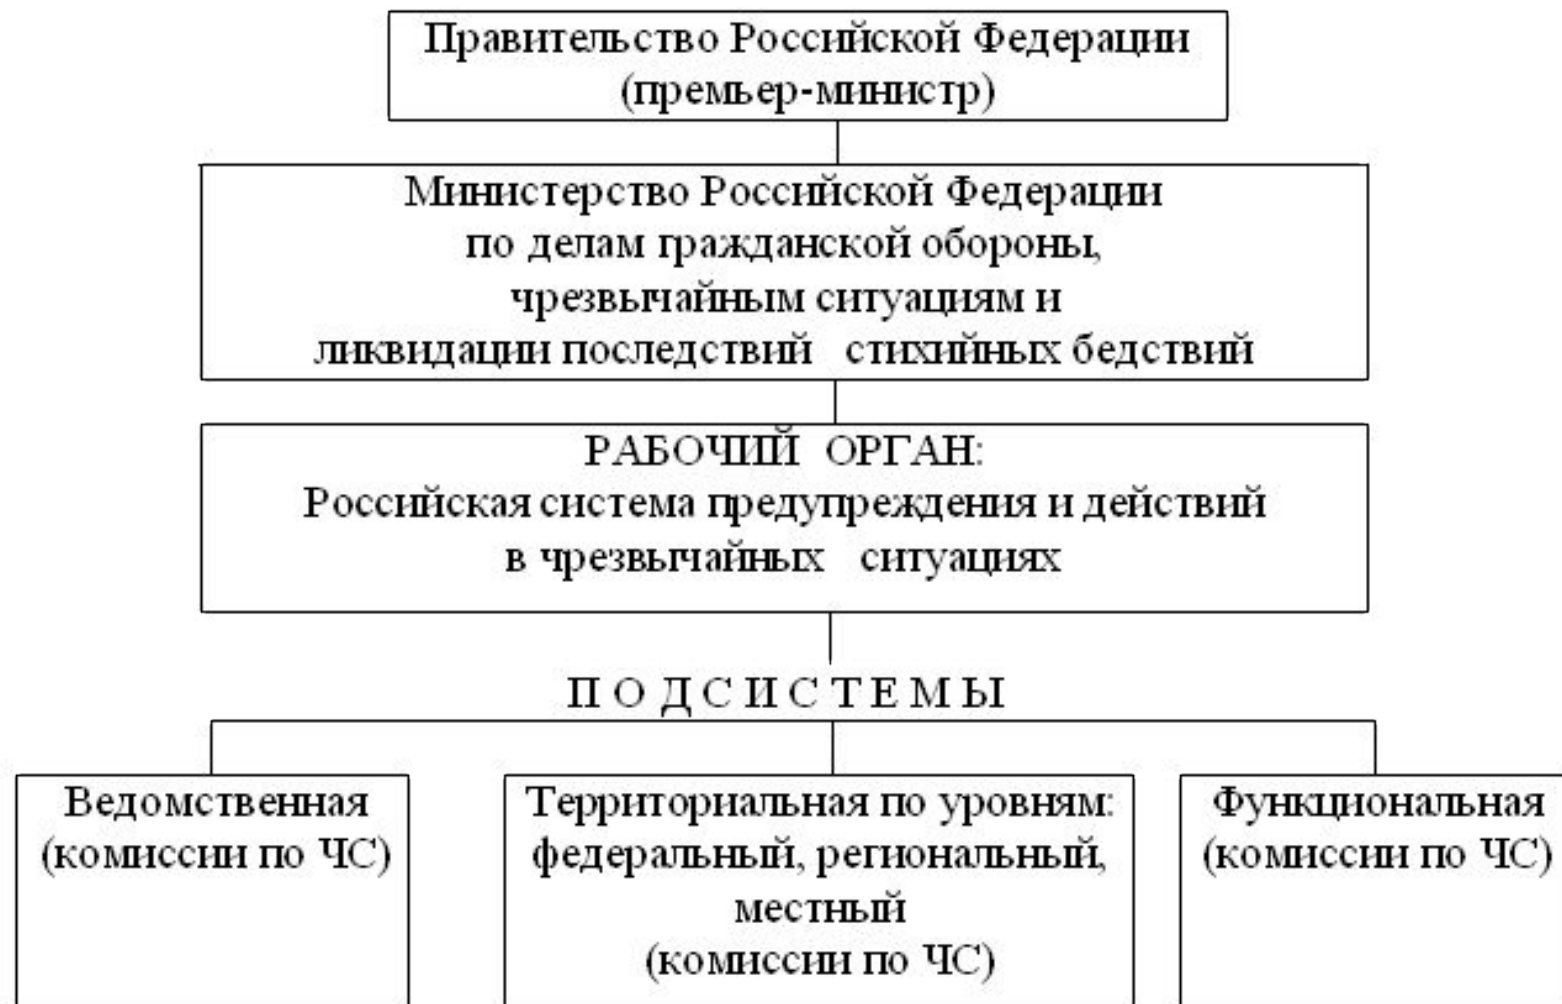 Правительство Российской Федерации
(премьер-министр)
Министерство Российской Федерации
по делам гражданской обороны,
чрезвычайным ситуациям и
ликвидации последствий стихийных бедствий
РАБОЧИЙ ОРГАН:
Российская система предупреждения и действий
в чрезвычайных ситуациях
П О Д С И С Т Е М Ы
Ведомственная
(комиссии по ЧС)
Территориальная по уровням:
федеральный, региональный,
местный
(комиссии по ЧС)
Функциональная
(комиссии по ЧС)